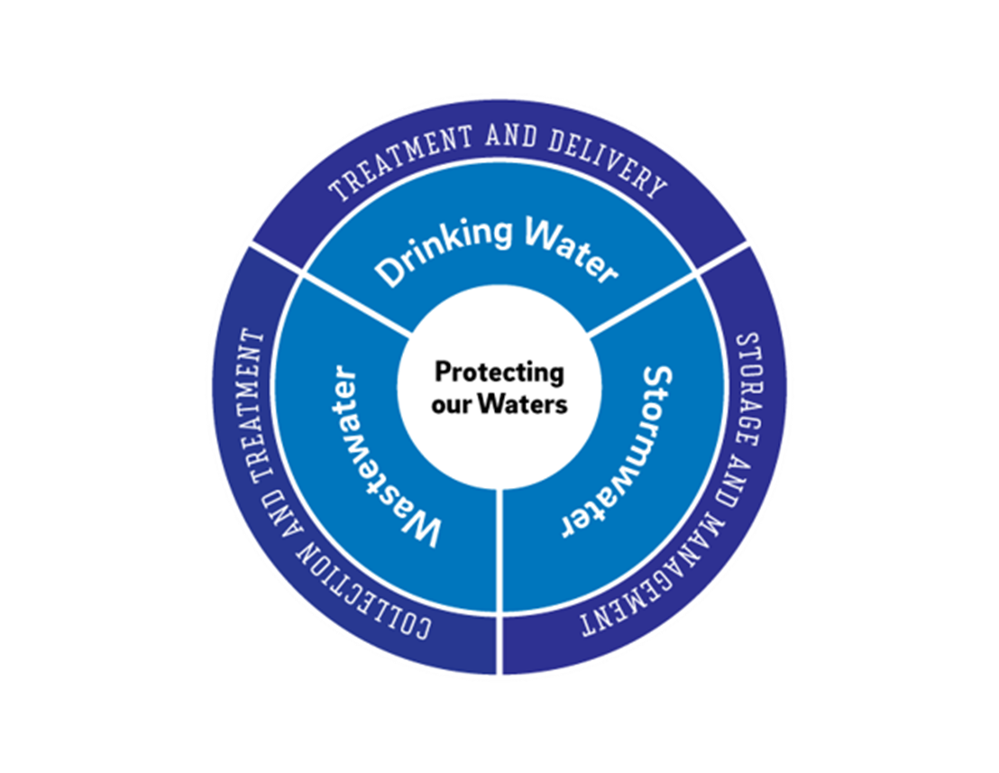 TREATMENT AND DELIVERY
Drinking Water
Protecting
our Waters
STORAGE AND MANAGEMENT
Stormwater
COLLECTION AND TREATMENT
Wastewater